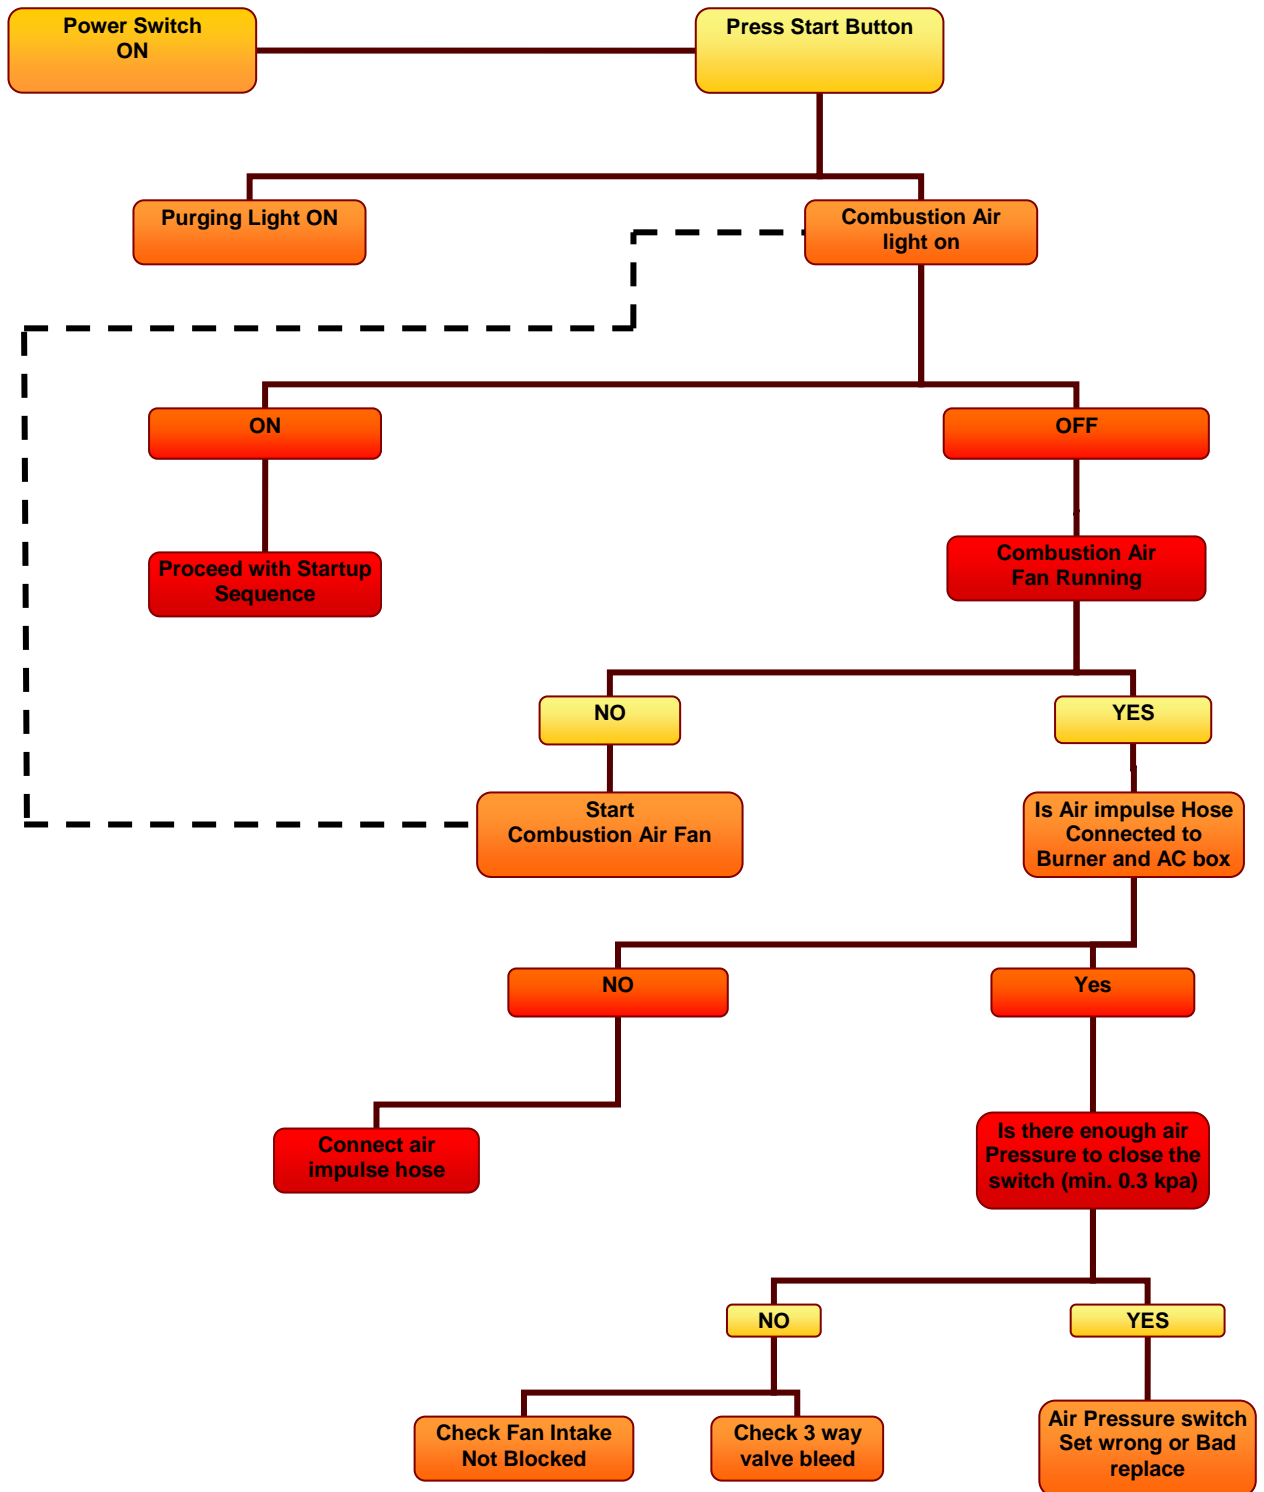 Power Switch
ON
Press Start Button
Purging Light ON
Combustion Air
light on
ON
OFF
Proceed with Startup
Sequence
Combustion Air
Fan Running
NO
YES
Start
Combustion Air Fan
Is Air impulse Hose
Connected to
Burner and AC box
NO
Yes
Connect air
impulse hose
Is there enough air
Pressure to close the
switch (min. 0.3 kpa)
NO
YES
Check Fan Intake
Not Blocked
Check 3 way
valve bleed
Air Pressure switch
Set wrong or Bad
replace